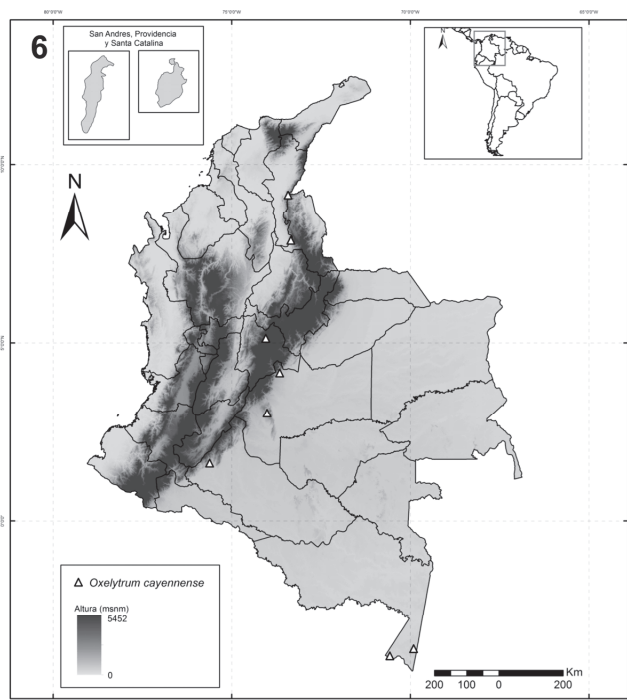 6
San Andres, Providencia
y Santa Catalina
N
N
Oxelytrum cayennense
Altura (msnm)
5452
0
Km
200 100 0 200